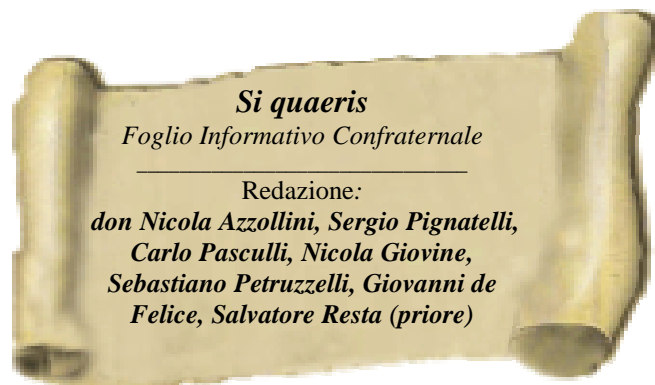 Si quaeris
Foglio Informativo Confraternale
Redazione:
don Nicola Azzollini, Sergio Pignatelli,
Carlo Pasculli, Nicola Giovine,
Sebastiano Petruzzelli, Giovanni de
Felice, Salvatore Resta (priore)